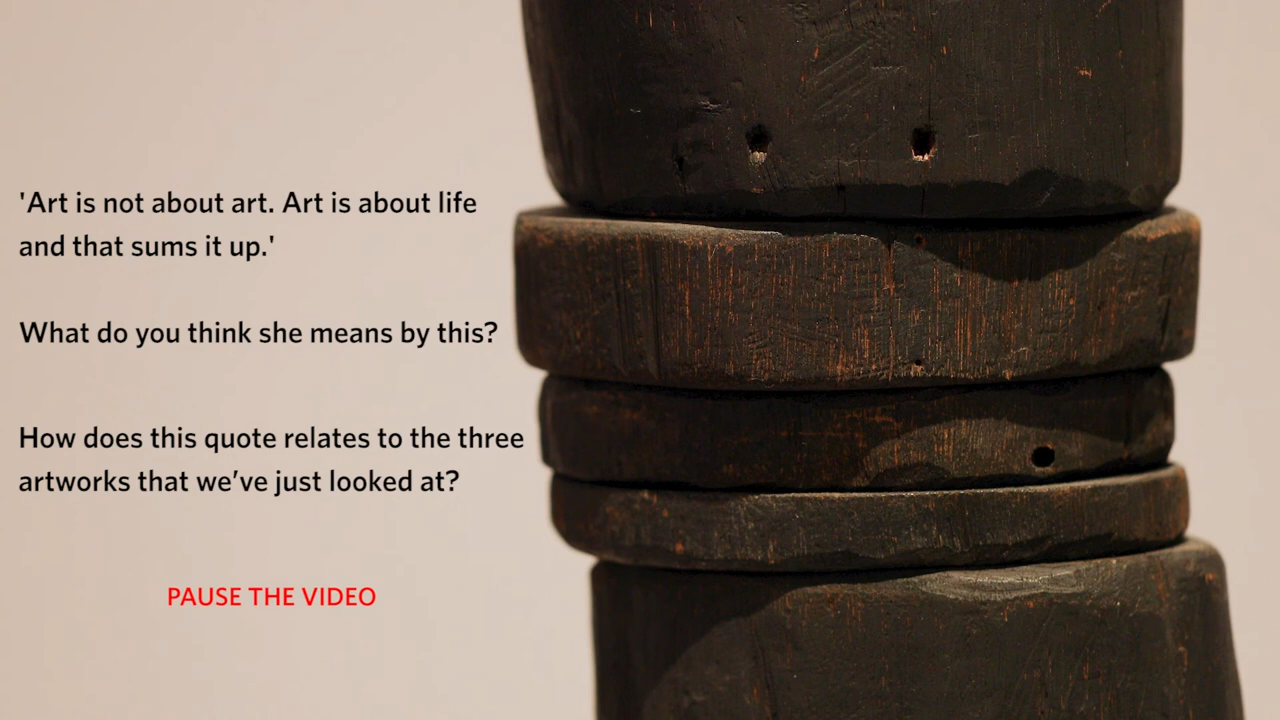 'Art is not about art. Art is about life
and that sums it up.'
What do you think she means by this?
How does this quote relates to the three
artworks that we’ve just looked at?
PAUSE THE VIDEO